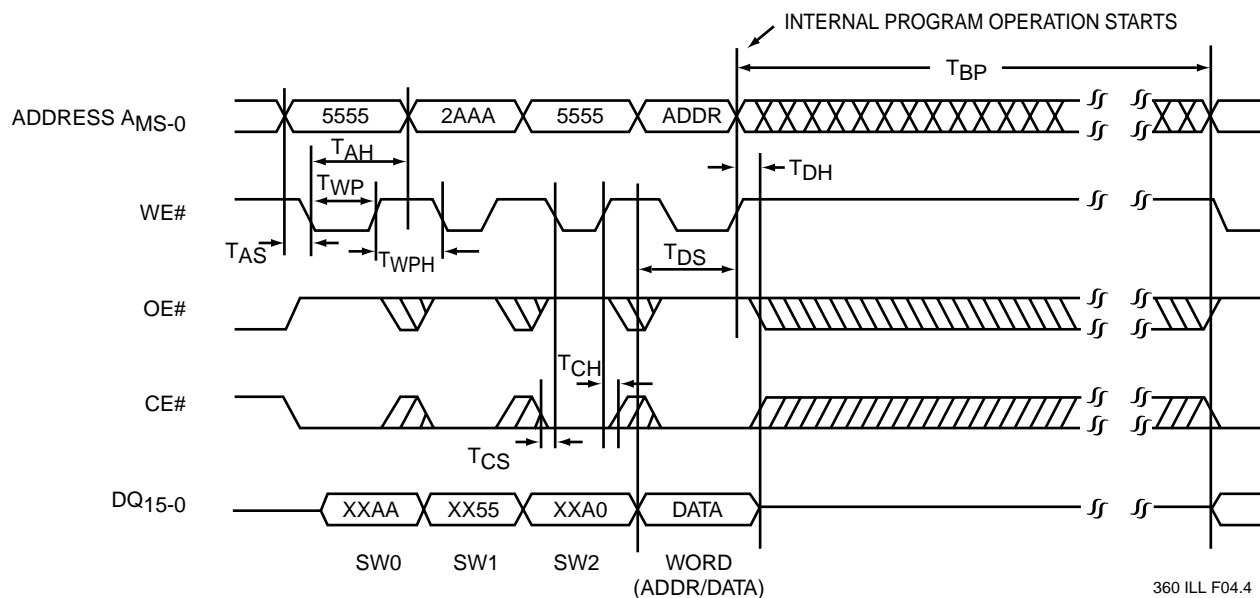 INTERNAL PROGRAM OPERATION STARTS
TBP
ADDRESS AMS-0
5555
2AAA
5555
ADDR
TAH
TDH
TWP
WE#
TAS
TWPH
TDS
OE#
TCH
CE#
TCS
DQ15-0
XXAA
XX55
XXA0
DATA
SW0
SW1
SW2
WORD
(ADDR/DATA)
360 ILL F04.4